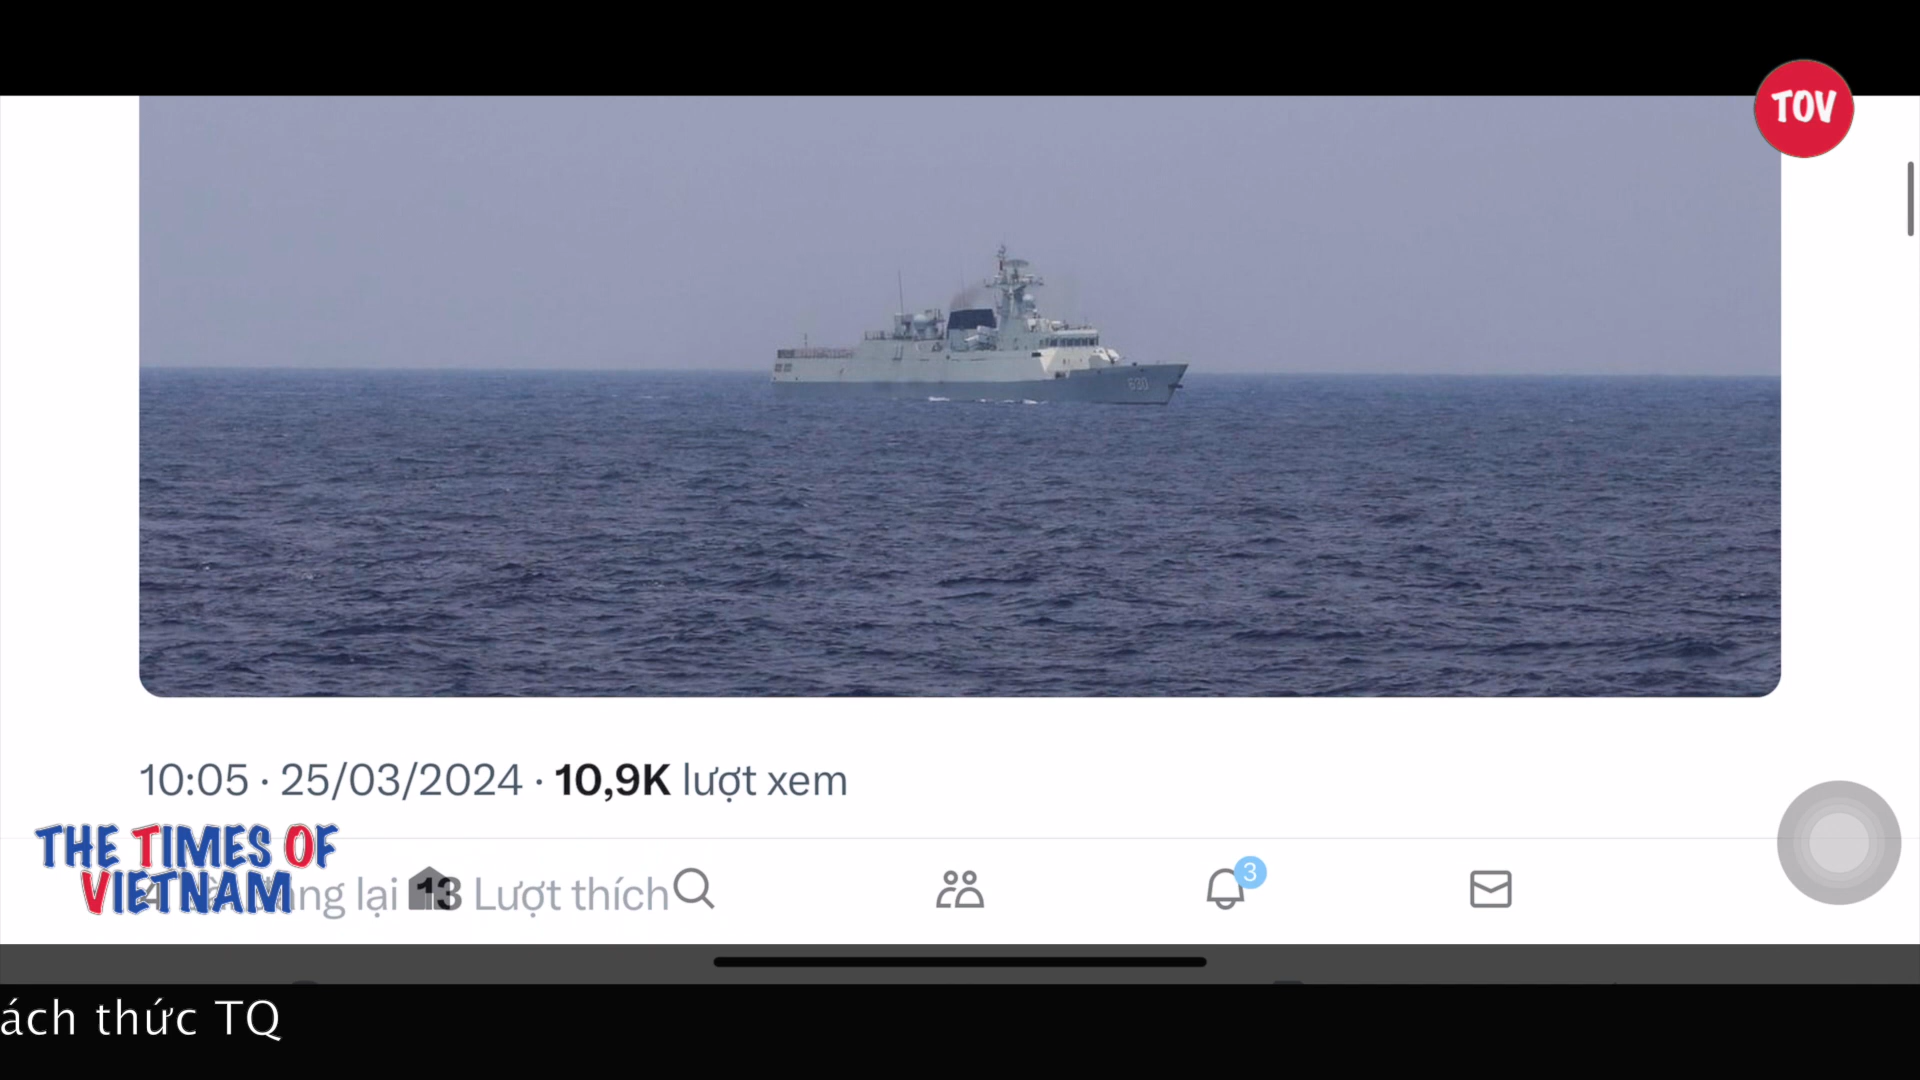 TOV
630
10:05 · 25/03/2024 · 10,9K lượt xem
THE TIMES OF
VIETNAM
lại 13 Lượt thích
3
ách thức TQ